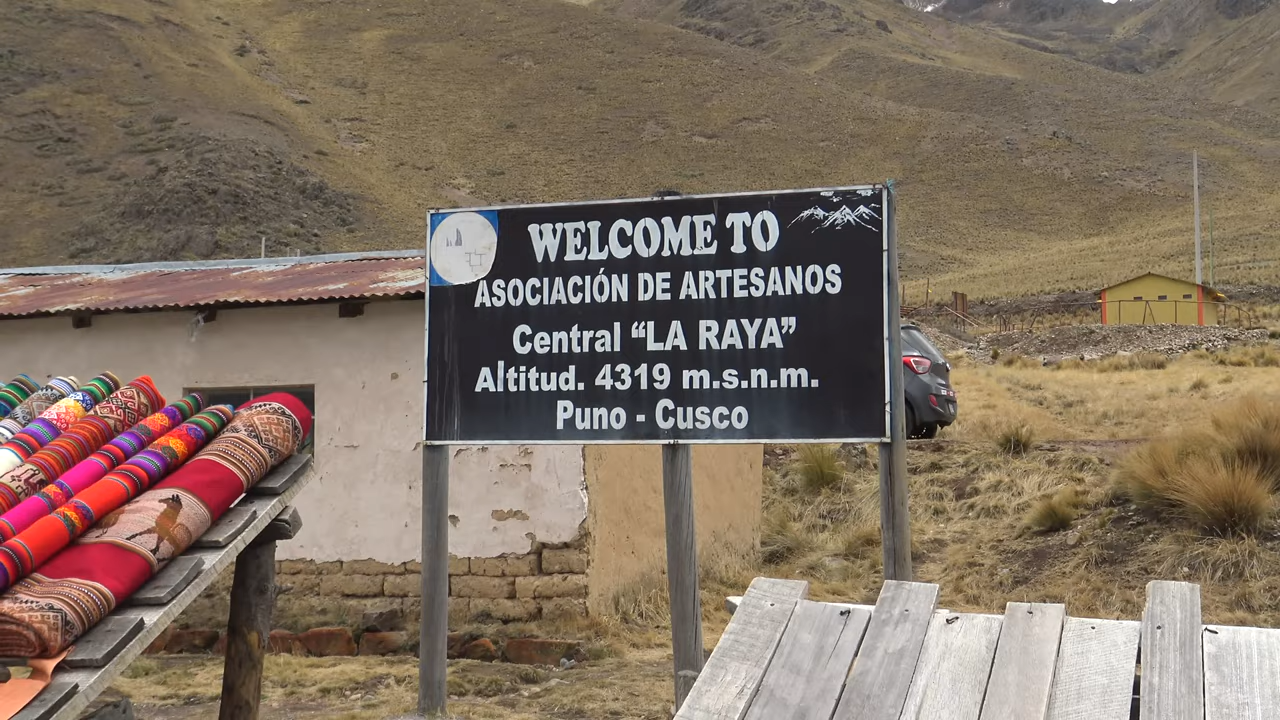 WELCOME TO
ASOCIACIÓN DE ARTESANOS
Central “LA RAYA”
Altitud. 4319 m.s.n.m.
Puno - Cusco